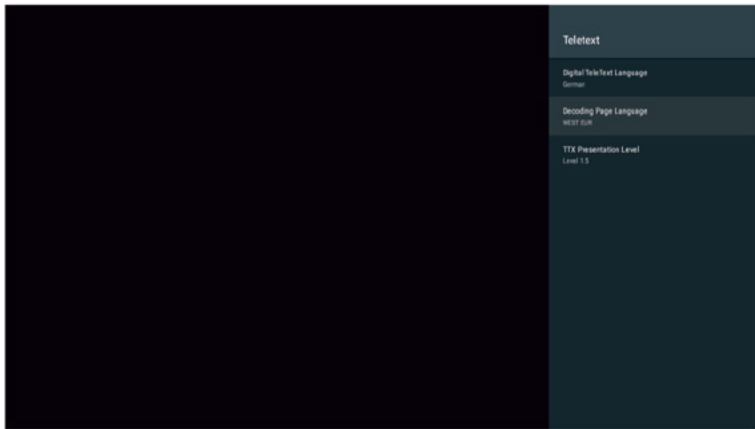 Teletext
Digital TeleText Language
German
Decoding Page Language
WEST EUR
TTX Presentation Level
Level 1.5